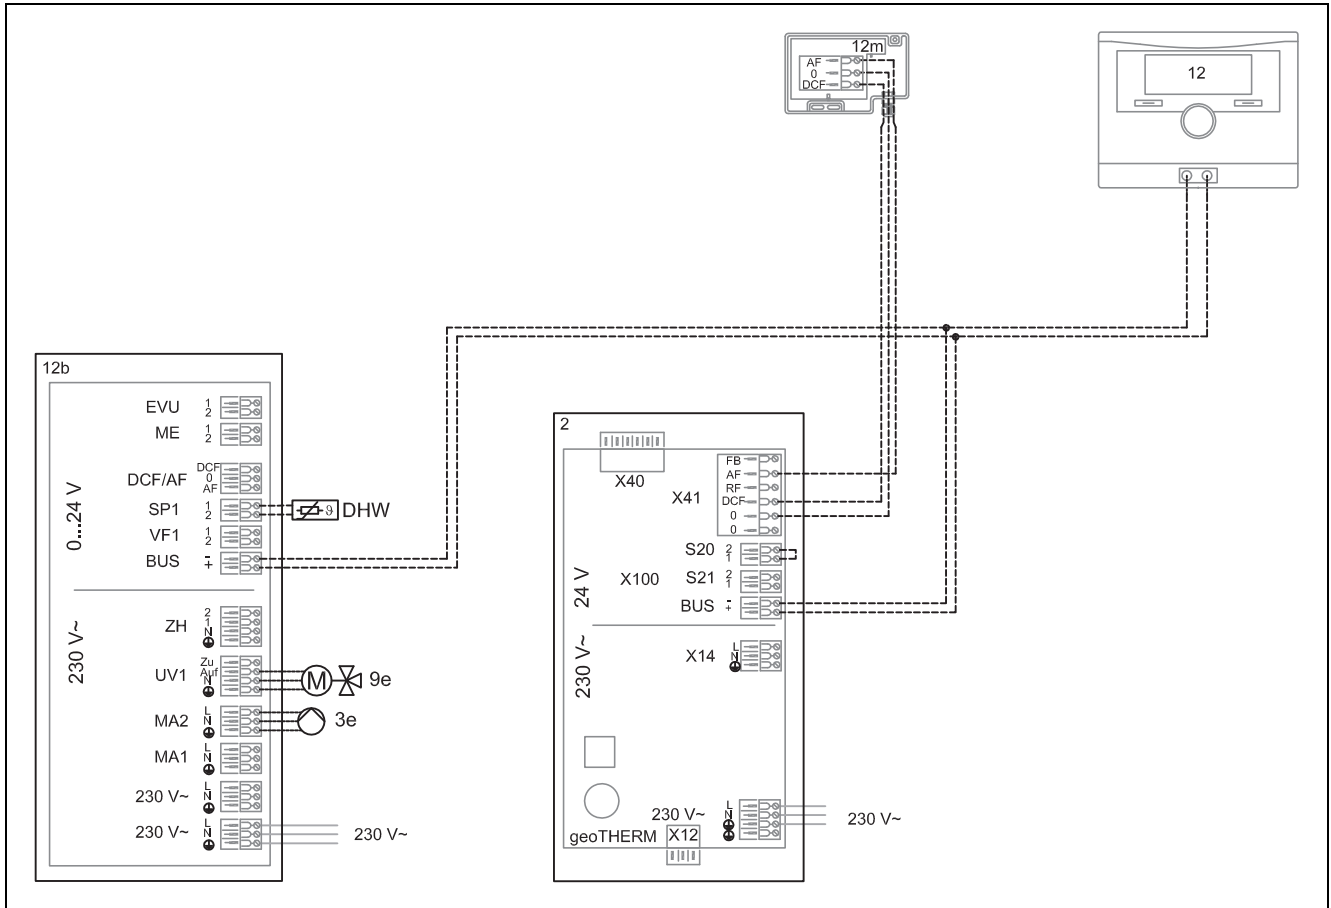 12m
AF
0
DCF
12
12b
0...24 V
EVU 1
2
ME 1
2
DCF/AF DCF
0
AF
SP1 1
2
ϑ DHW
VF1 1
2
BUS -
+
230 V~
ZH 2
1
N
UV1 Zu
Auf
N
M 9e
MA2 L
N
3e
MA1 L
N
230 V~ L
N
230 V~ L
N
230 V~
2
X40
X41
FB
AF
RF
DCF
0
0
24 V
X100
S20 2
1
S21 2
1
BUS -
+
230 V~
X14 L
N
230 V~ L
N
230 V~
geoTHERM X12